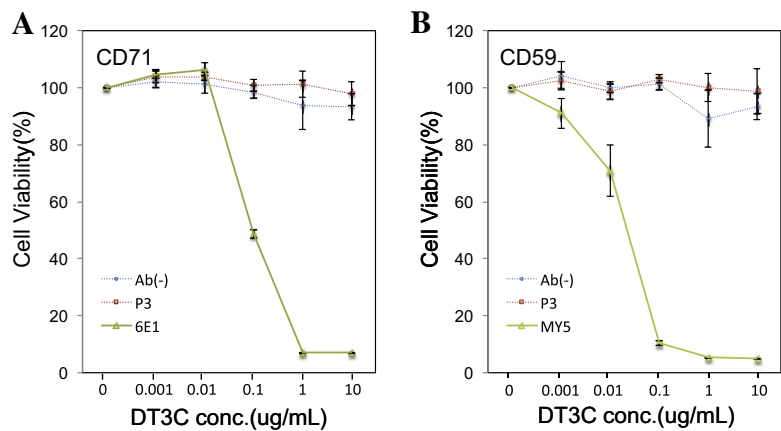 A
CD71
Cell Viability(%)
120
100
80
60
40
20
0
Ab(-)
P3
6E1
0 0.001 0.01 0.1 1 10
DT3C conc.(ug/mL)
B
CD59
Cell Viability(%)
120
100
80
60
40
20
0
Ab(-)
P3
MY5
0 0.001 0.01 0.1 1 10
DT3C conc.(ug/mL)